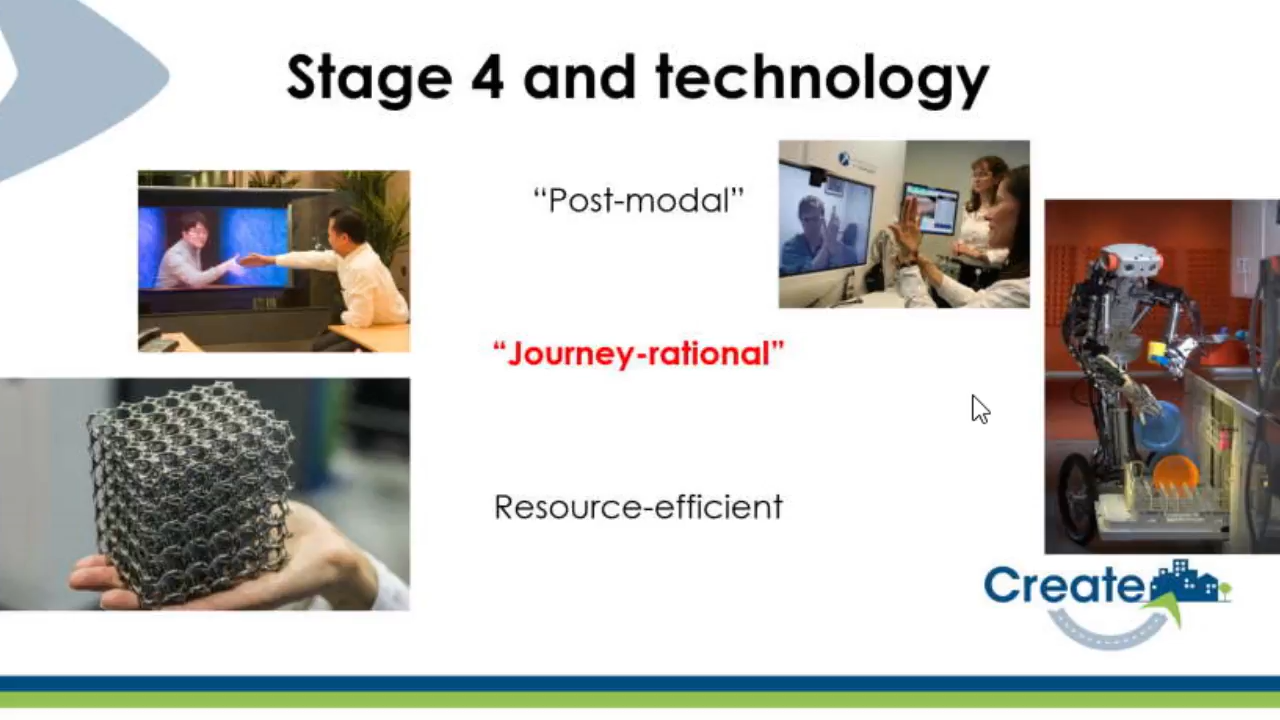 Stage 4 and technology
“Post-modal”
“Journey-rational”
Resource-efficient
Create